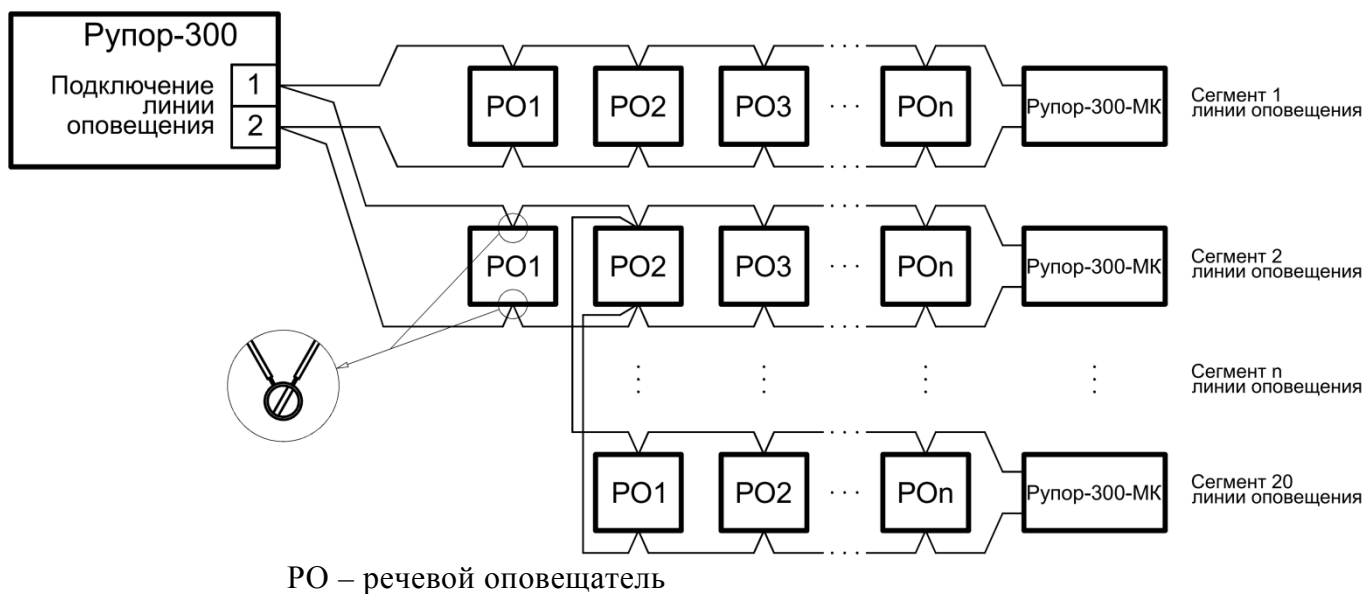 Рупор-300
Подключение
линии
оповещения
1
2
РО1 РО2 РО3 ... РОn Рупор-300-МК
Сегмент 1
линии оповещения
РО1 РО2 РО3 ... РОn Рупор-300-МК
Сегмент 2
линии оповещения
Сегмент n
линии оповещения
РО1 РО2 ... РОn Рупор-300-МК
Сегмент 20
линии оповещения
РО – речевой оповещатель